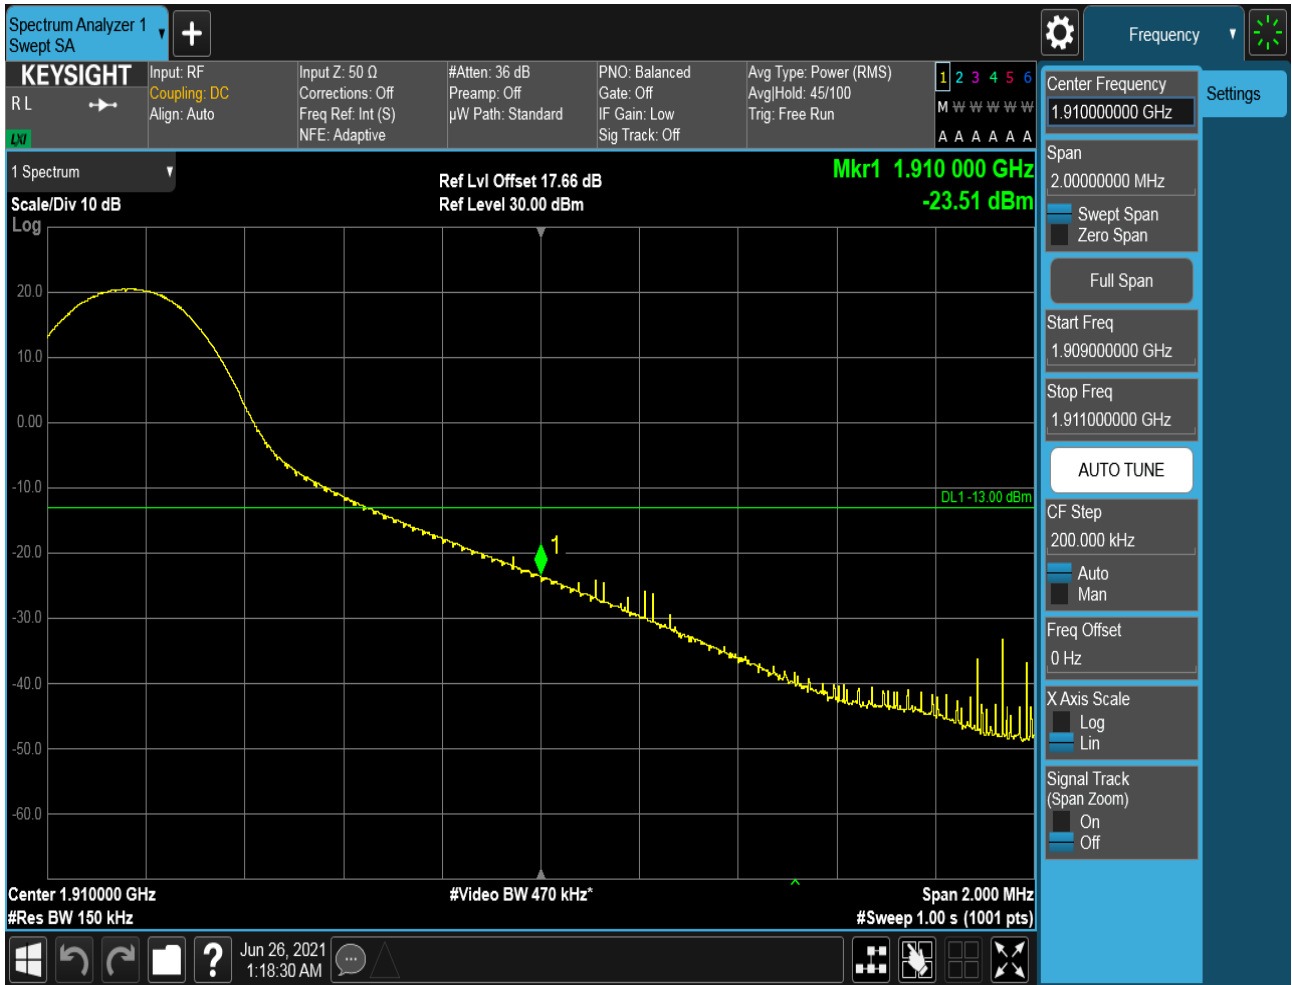 Spectrum Analyzer 1
Swept SA
Frequency
KEYSIGHT
R L
LXI
Input: RF
Coupling: DC
Align: Auto
Input Z: 50 Ω
Corrections: Off
Freq Ref: Int (S)
NFE: Adaptive
#Atten: 36 dB
Preamp: Off
µW Path: Standard
PNO: Balanced
Gate: Off
IF Gain: Low
Sig Track: Off
Avg Type: Power (RMS)
Avg|Hold: 45/100
Trig: Free Run
1 2 3 4 5 6
M W W W W W
A A A A A A
Center Frequency
1.910000000 GHz
Settings
Span
2.00000000 MHz
Swept Span
Zero Span
Full Span
Start Freq
1.909000000 GHz
Stop Freq
1.911000000 GHz
AUTO TUNE
CF Step
200.000 kHz
Auto
Man
Freq Offset
0 Hz
X Axis Scale
Log
Lin
Signal Track
(Span Zoom)
On
Off
1 Spectrum
Scale/Div 10 dB
Log
Ref Lvl Offset 17.66 dB
Ref Level 30.00 dBm
Mkr1 1.910 000 GHz
-23.51 dBm
20.0
10.0
0.00
-10.0
DL1 -13.00 dBm
-20.0
1
-30.0
-40.0
-50.0
-60.0
Center 1.910000 GHz
#Video BW 470 kHz*
Span 2.000 MHz
#Res BW 150 kHz
#Sweep 1.00 s (1001 pts)
?
Jun 26, 2021
1:18:30 AM